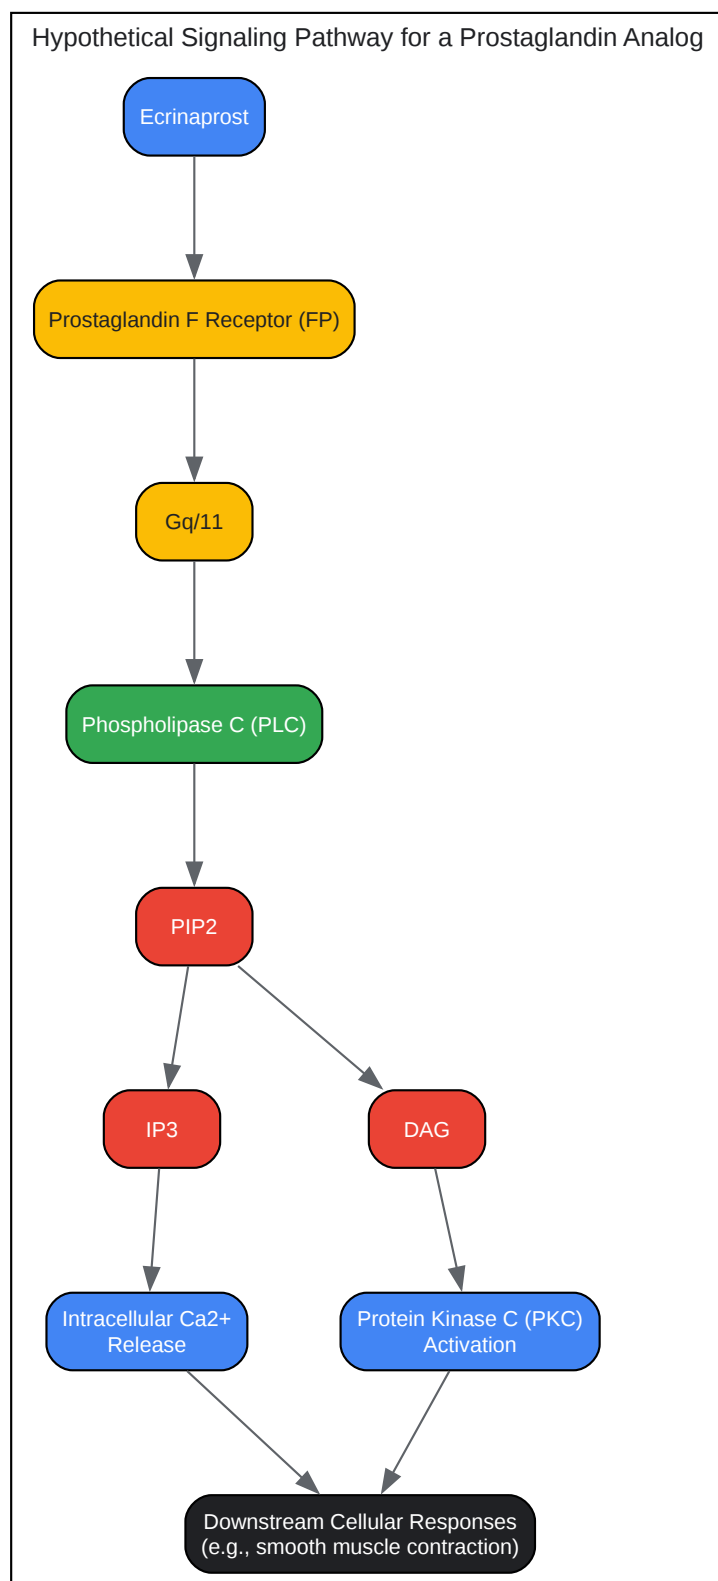 Hypothetical Signaling Pathway for a Prostaglandin Analog
Ecrinaprost
Prostaglandin F Receptor (FP)
Gq/11
Phospholipase C (PLC)
PIP2
IP3
DAG
Intracellular Ca2+
Release
Protein Kinase C (PKC)
Activation
Downstream Cellular Responses
(e.g., smooth muscle contraction)